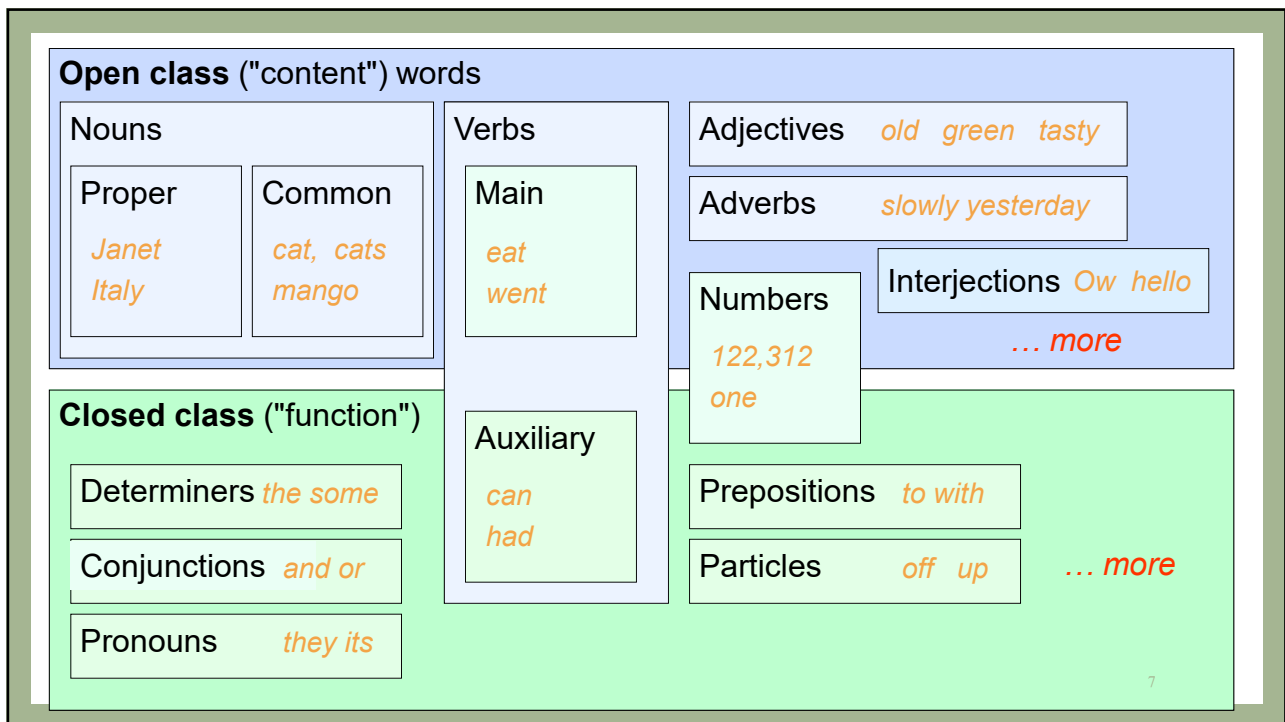 Open class ("content") words
Nouns
Proper
Janet
Italy
Common
cat, cats
mango
Verbs
Main
eat
went
Adjectives old green tasty
Adverbs slowly yesterday
Interjections Ow hello
Numbers
122,312
one
… more
Closed class ("function")
Determiners the some
Conjunctions and or
Pronouns they its
Auxiliary
can
had
Prepositions to with
Particles off up
… more
7